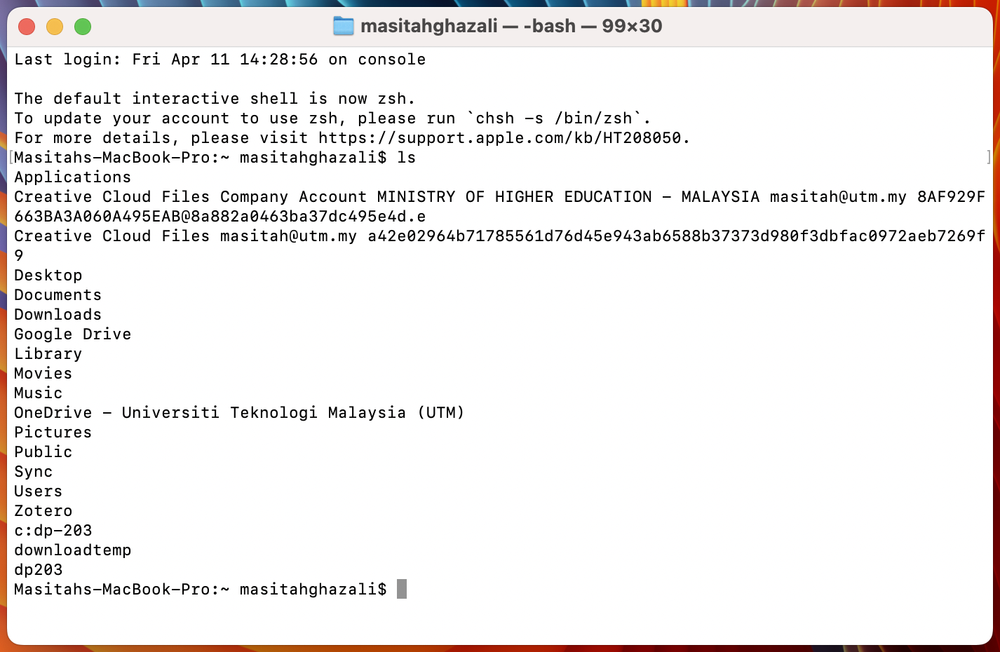 masitahghazali — -bash — 99×30
Last login: Fri Apr 11 14:28:56 on console
The default interactive shell is now zsh.
To update your account to use zsh, please run `chsh -s /bin/zsh`.
For more details, please visit https://support.apple.com/kb/HT208050.
[Masitahs-MacBook-Pro:~ masitahghazali$ ls ]
Applications
Creative Cloud Files Company Account MINISTRY OF HIGHER EDUCATION - MALAYSIA masitah@utm.my 8AF929F
663BA3A060A495EAB@8a882a0463ba37dc495e4d.e
Creative Cloud Files masitah@utm.my a42e02964b71785561d76d45e943ab6588b37373d980f3dbfac0972aeb7269f
9
Desktop
Documents
Downloads
Google Drive
Library
Movies
Music
OneDrive - Universiti Teknologi Malaysia (UTM)
Pictures
Public
Sync
Users
Zotero
c:dp-203
downloadtemp
dp203
Masitahs-MacBook-Pro:~ masitahghazali$